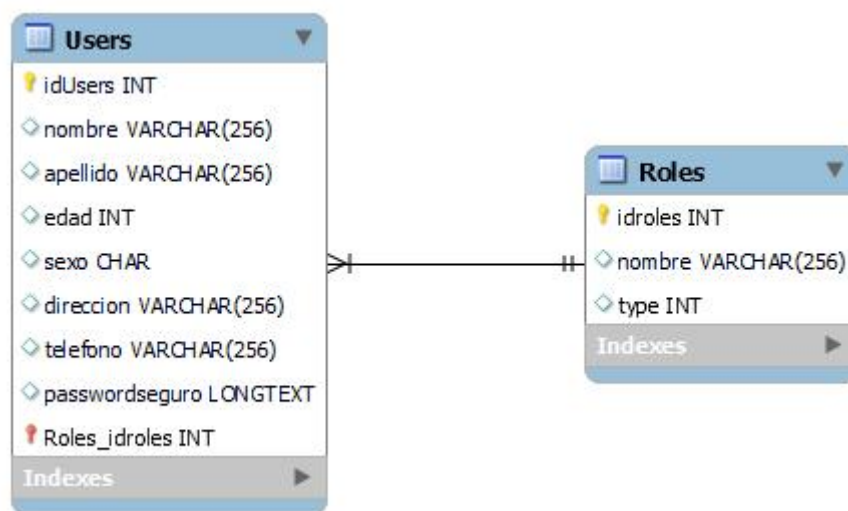 Users
idUsers INT
nombre VARCHAR(256)
apellido VARCHAR(256)
edad INT
sexo CHAR
direccion VARCHAR(256)
telefono VARCHAR(256)
passwordseguro LONGTEXT
Roles_idroles INT
Indexes
Roles
idroles INT
nombre VARCHAR(256)
type INT
Indexes